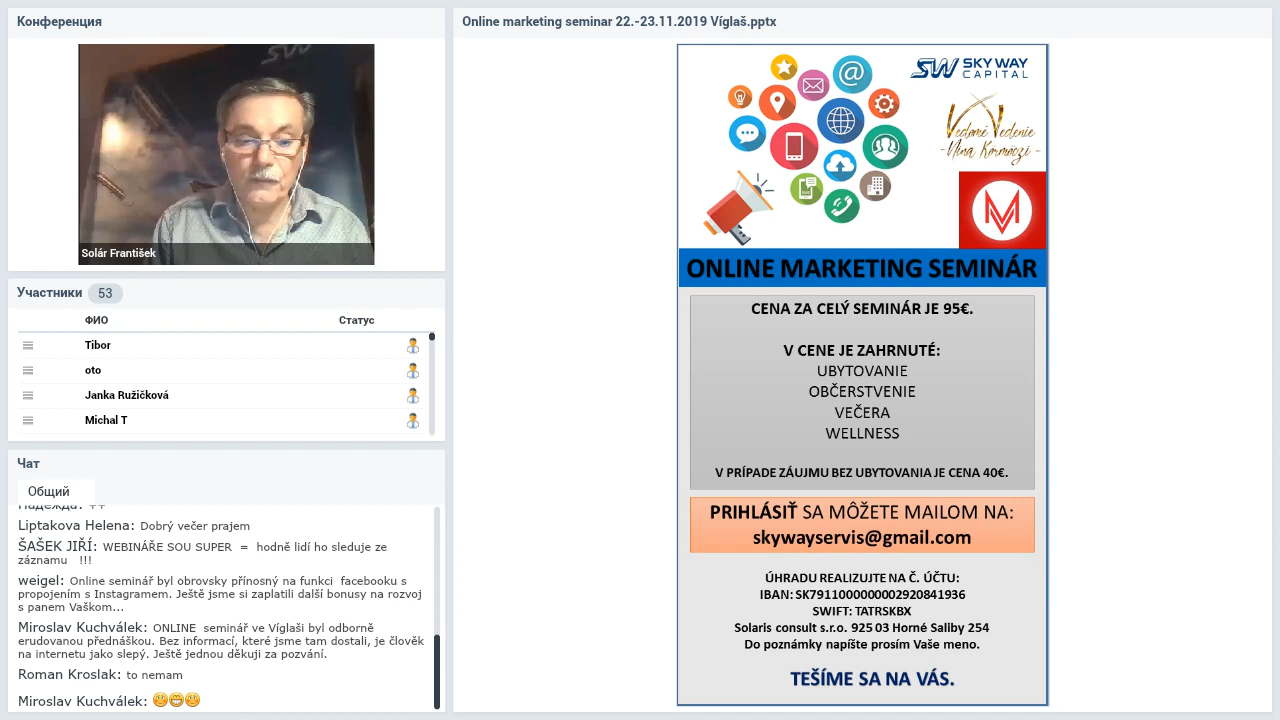 Конференция
Solár František
Участники 53
ФИО Статус
Tibor
oto
Janka Ružičková
Michal T
Чат
Общий
Надежда: ++
Liptakova Helena: Dobrý večer prajem
ŠAŠEK JIŘÍ: WEBINÁŘE SOU SUPER = hodně lidí ho sleduje ze
záznamu !!!
weigel: Online seminář byl obrovsky přínosný na funkci facebooku s
propojením s Instagramem. Ještě jsme si zaplatili další bonusy na rozvoj
s panem Vaškom...
Miroslav Kuchválek: ONLINE seminář ve Víglaši byl odborně
erudovanou přednáškou. Bez informací, které jsme tam dostali, je člověk
na internetu jako slepý. Ještě jednou děkuji za pozvání.
Roman Kroslak: to nemam
Miroslav Kuchválek:
Online marketing seminar 22.-23.11.2019 Víglaš.pptx
SW SKY WAY
CAPITAL
Vedomé Vedenie
- Nina Kormoczi -
ONLINE MARKETING SEMINÁR
CENA ZA CELÝ SEMINÁR JE 95€.
V CENE JE ZAHRNUTÉ:
UBYTOVANIE
OBČERSTVENIE
VEČERA
WELLNESS
V PRÍPADE ZÁUJMU BEZ UBYTOVANIA JE CENA 40€.
PRIHLÁSIŤ SA MÔŽETE MAILOM NA:
skywayservis@gmail.com
ÚHRADU REALIZUJTE NA Č. ÚČTU:
IBAN: SK7911000000002920841936
SWIFT: TATRSKBX
Solaris consult s.r.o. 925 03 Horné Saliby 254
Do poznámky napíšte prosím Vaše meno.
TEŠÍME SA NA VÁS.